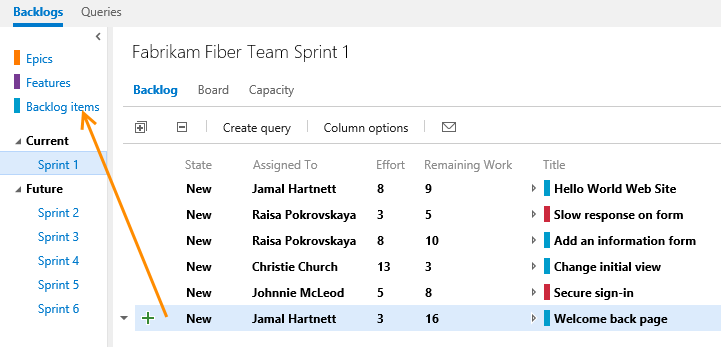 Backlogs Queries
Epics
Features
Backlog items
Current
Sprint 1
Future
Sprint 2
Sprint 3
Sprint 4
Sprint 5
Sprint 6
Fabrikam Fiber Team Sprint 1
Backlog Board Capacity
Create query Column options
State Assigned To Effort Remaining Work Title
New Jamal Hartnett 8 9 Hello World Web Site
New Raisa Pokrovskaya 3 5 Slow response on form
New Raisa Pokrovskaya 8 10 Add an information form
New Christie Church 13 3 Change initial view
New Johnnie McLeod 5 8 Secure sign-in
New Jamal Hartnett 3 16 Welcome back page